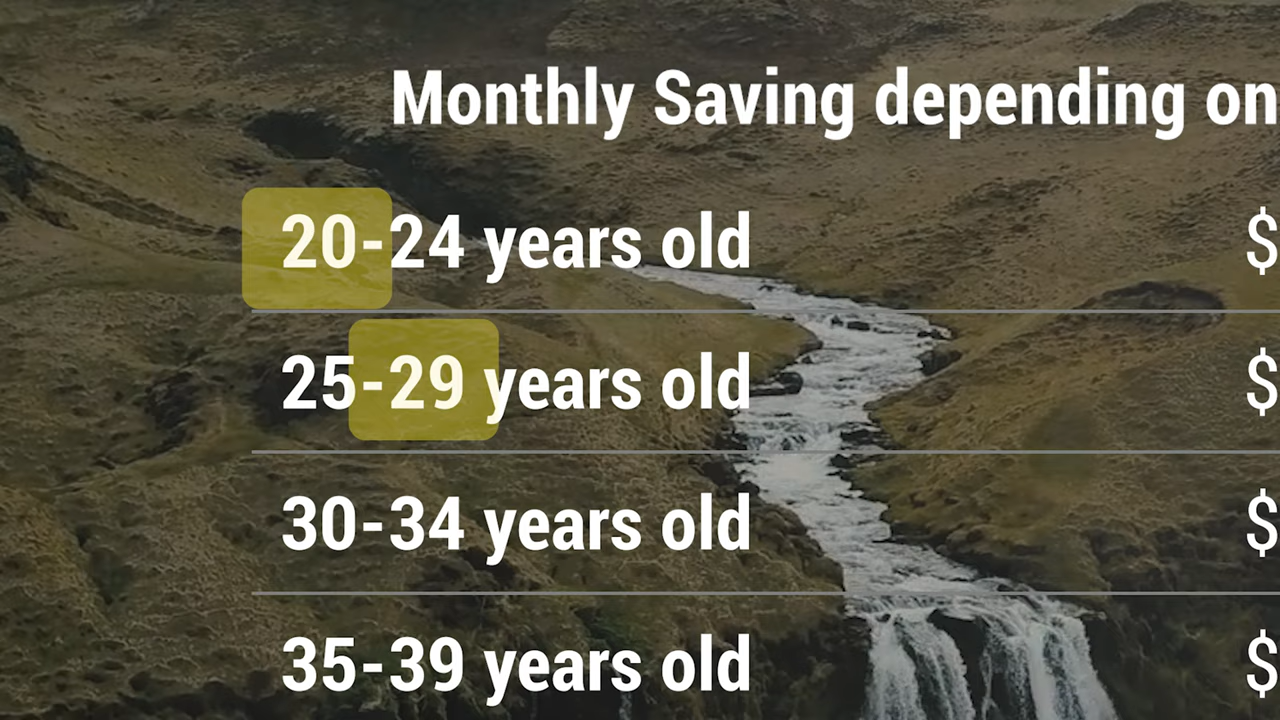 Monthly Saving depending on
20-24 years old $
25-29 years old $
30-34 years old $
35-39 years old $